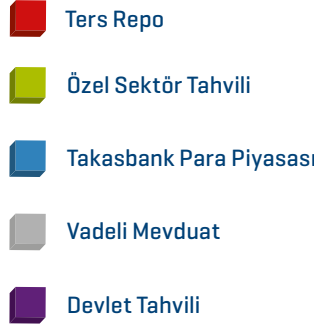 Ters Repo
Özel Sektör Tahvili
Takasbank Para Piyasası
Vadeli Mevduat
Devlet Tahvili